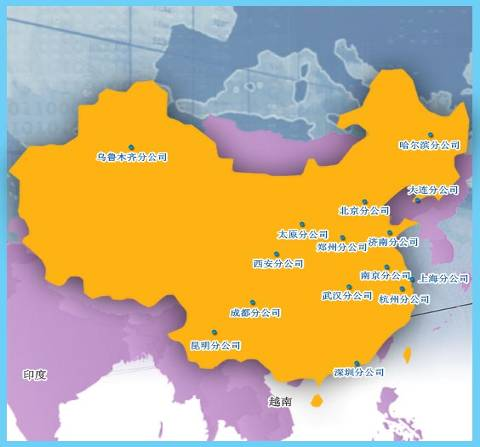 哈尔滨分公司
乌鲁木齐分公司
大连分公司
北京分公司
太原分公司
济南分公司
郑州分公司
西安分公司
南京分公司
上海分公司
武汉分公司
杭州分公司
成都分公司
昆明分公司
深圳分公司
印度
越南